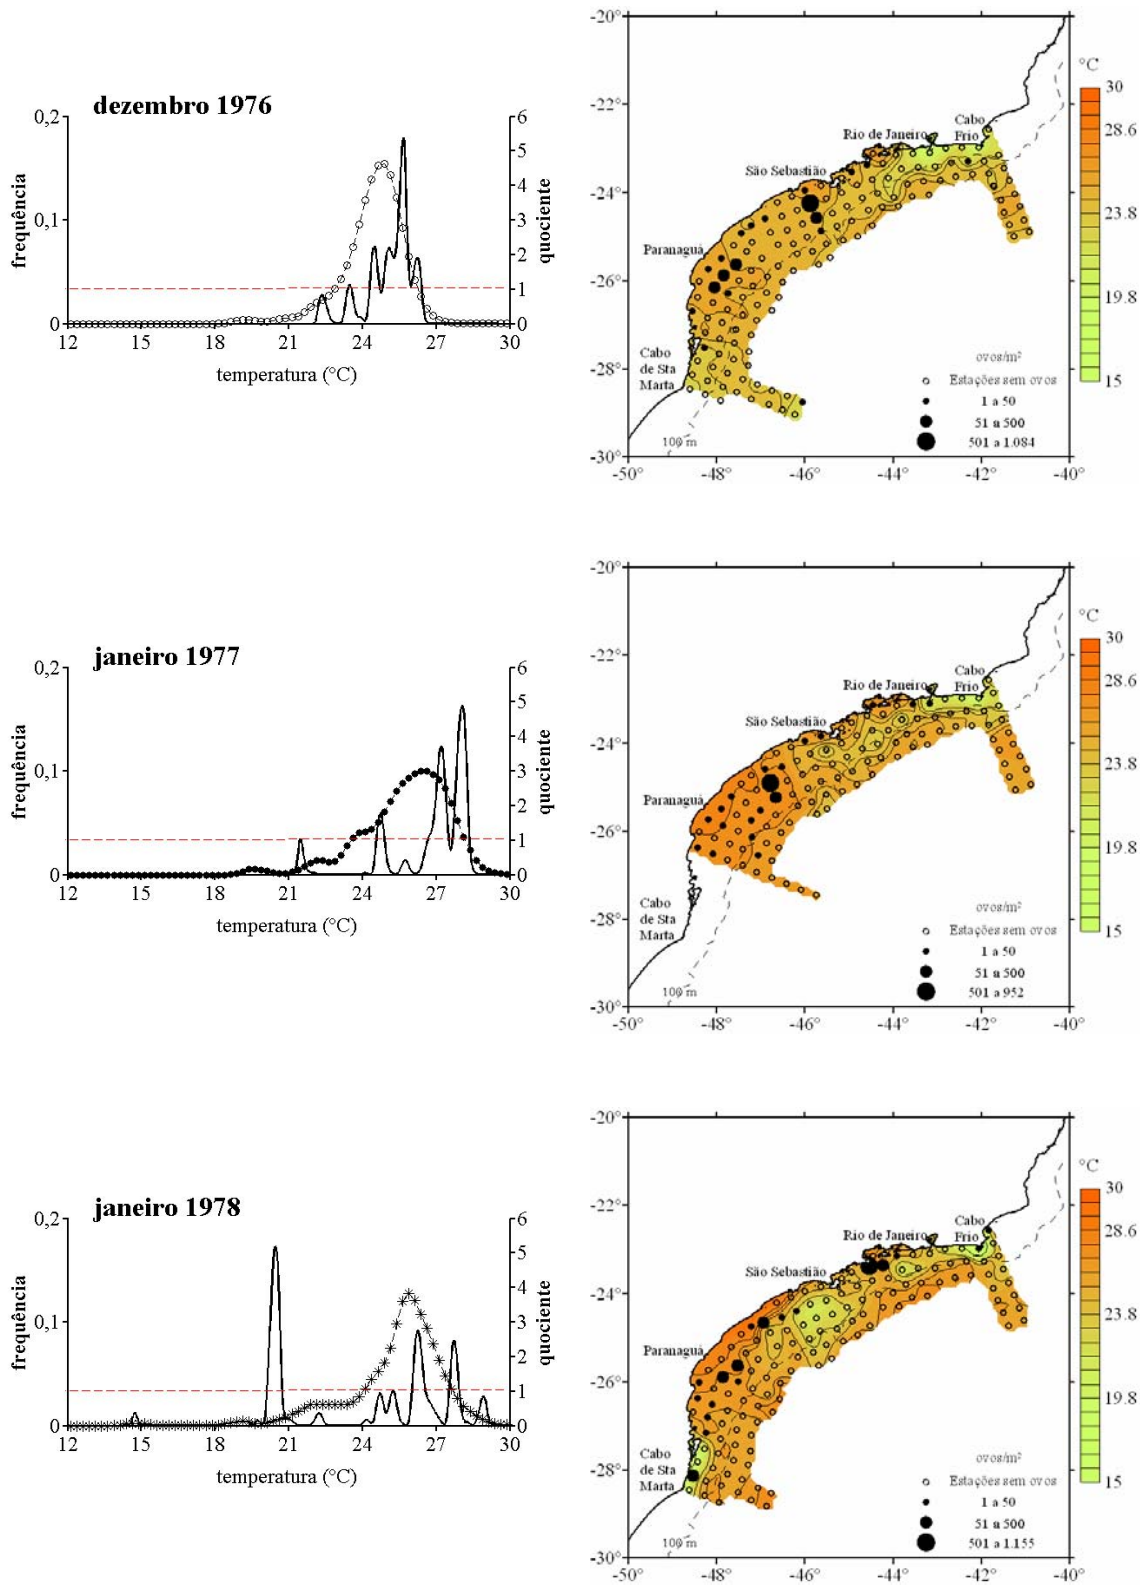 dezembro 1976
frequência
quociente
0,2
0,1
0
6
5
4
3
2
1
0
12 15 18 21 24 27 30
temperatura (°C)
-20°
-22°
-24°
-26°
-28°
-30°
-50° -48° -46° -44° -42° -40°
Cabo
Frio
Rio de Janeiro
São Sebastião
Paranaguá
Cabo
de Sta
Marta
100 m
ovos/m²
Estações sem ovos
1 a 50
51 a 500
501 a 1.084
°C
30
28.6
23.8
19.8
15
janeiro 1977
frequência
quociente
0,2
0,1
0
6
5
4
3
2
1
0
12 15 18 21 24 27 30
temperatura (°C)
-20°
-22°
-24°
-26°
-28°
-30°
-50° -48° -46° -44° -42° -40°
Cabo
Frio
Rio de Janeiro
São Sebastião
Paranaguá
Cabo
de Sta
Marta
100 m
ovos/m²
Estações sem ovos
1 a 50
51 a 500
501 a 952
°C
30
28.6
23.8
19.8
15
janeiro 1978
frequência
quociente
0,2
0,1
0
6
5
4
3
2
1
0
12 15 18 21 24 27 30
temperatura (°C)
-20°
-22°
-24°
-26°
-28°
-30°
-50° -48° -46° -44° -42° -40°
Cabo
Frio
Rio de Janeiro
São Sebastião
Paranaguá
Cabo
de Sta
Marta
100 m
ovos/m²
Estações sem ovos
1 a 50
51 a 500
501 a 1.155
°C
30
28.6
23.8
19.8
15